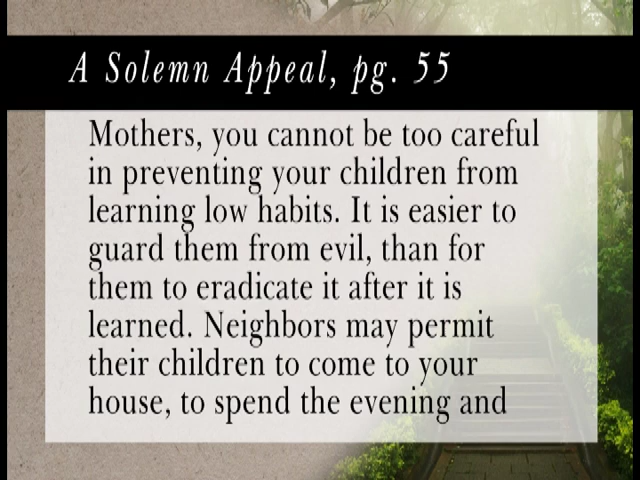 A Solemn Appeal, pg. 55
Mothers, you cannot be too careful
in preventing your children from
learning low habits. It is easier to
guard them from evil, than for
them to eradicate it after it is
learned. Neighbors may permit
their children to come to your
house, to spend the evening and